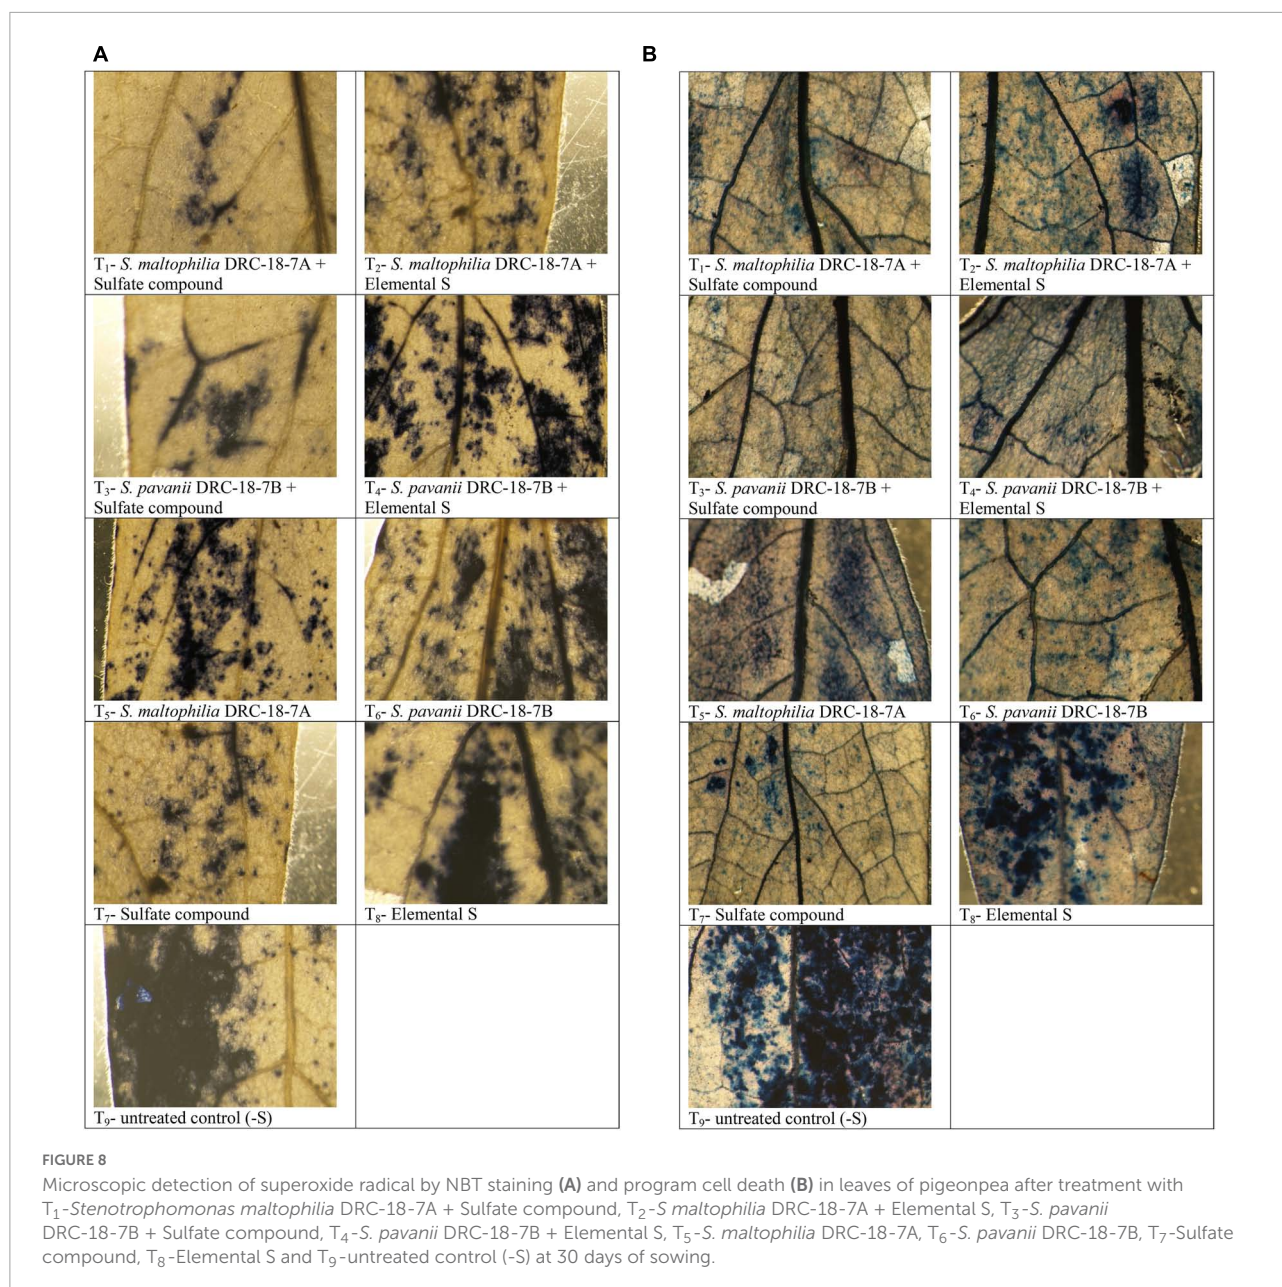 A
B
T₁- S. maltophilia DRC-18-7A +
Sulfate compound
T₂- S. maltophilia DRC-18-7A +
Elemental S
T₃- S. pavanii DRC-18-7B +
Sulfate compound
T₄- S. pavanii DRC-18-7B +
Elemental S
T₅- S. maltophilia DRC-18-7A
T₆- S. pavanii DRC-18-7B
T₇- Sulfate compound
T₈- Elemental S
T₉- untreated control (-S)
T₁- S. maltophilia DRC-18-7A +
Sulfate compound
T₂- S. maltophilia DRC-18-7A +
Elemental S
T₃- S. pavanii DRC-18-7B +
Sulfate compound
T₄- S. pavanii DRC-18-7B +
Elemental S
T₅- S. maltophilia DRC-18-7A
T₆- S. pavanii DRC-18-7B
T₇- Sulfate compound
T₈- Elemental S
T₉- untreated control (-S)
FIGURE 8
Microscopic detection of superoxide radical by NBT staining (A) and program cell death (B) in leaves of pigeonpea after treatment with
T₁-Stenotrophomonas maltophilia DRC-18-7A + Sulfate compound, T₂-S maltophilia DRC-18-7A + Elemental S, T₃-S. pavanii
DRC-18-7B + Sulfate compound, T₄-S. pavanii DRC-18-7B + Elemental S, T₅-S. maltophilia DRC-18-7A, T₆-S. pavanii DRC-18-7B, T₇-Sulfate
compound, T₈-Elemental S and T₉-untreated control (-S) at 30 days of sowing.